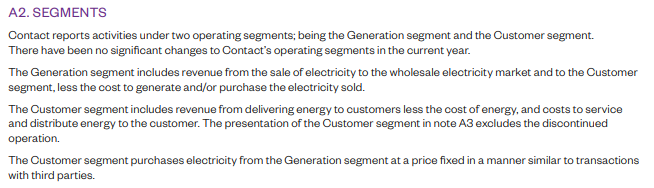 A2. SEGMENTS
Contact reports activities under two operating segments; being the Generation segment and the Customer segment.
There have been no significant changes to Contact's operating segments in the current year.
The Generation segment includes revenue from the sale of electricity to the wholesale electricity market and to the Customer
segment, less the cost to generate and/or purchase the electricity sold.
The Customer segment includes revenue from delivering energy to customers less the cost of energy, and costs to service
and distribute energy to the customer. The presentation of the Customer segment in note A3 excludes the discontinued
operation.
The Customer segment purchases electricity from the Generation segment at a price fixed in a manner similar to transactions
with third parties.